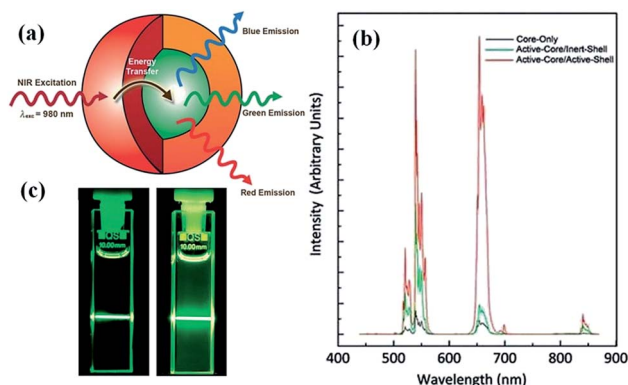 (a)
Blue Emission
Energy
Transfer
NIR Excitation
λexc = 980 nm
Green Emission
Red Emission
(c)
QS
10.00mm
QS
10.00mm
(b)
Core-Only
Active-Core/Inert-Shell
Active-Core/Active-Shell
Intensity (Arbitrary Units)
400 500 600 700 800 900
Wavelength (nm)